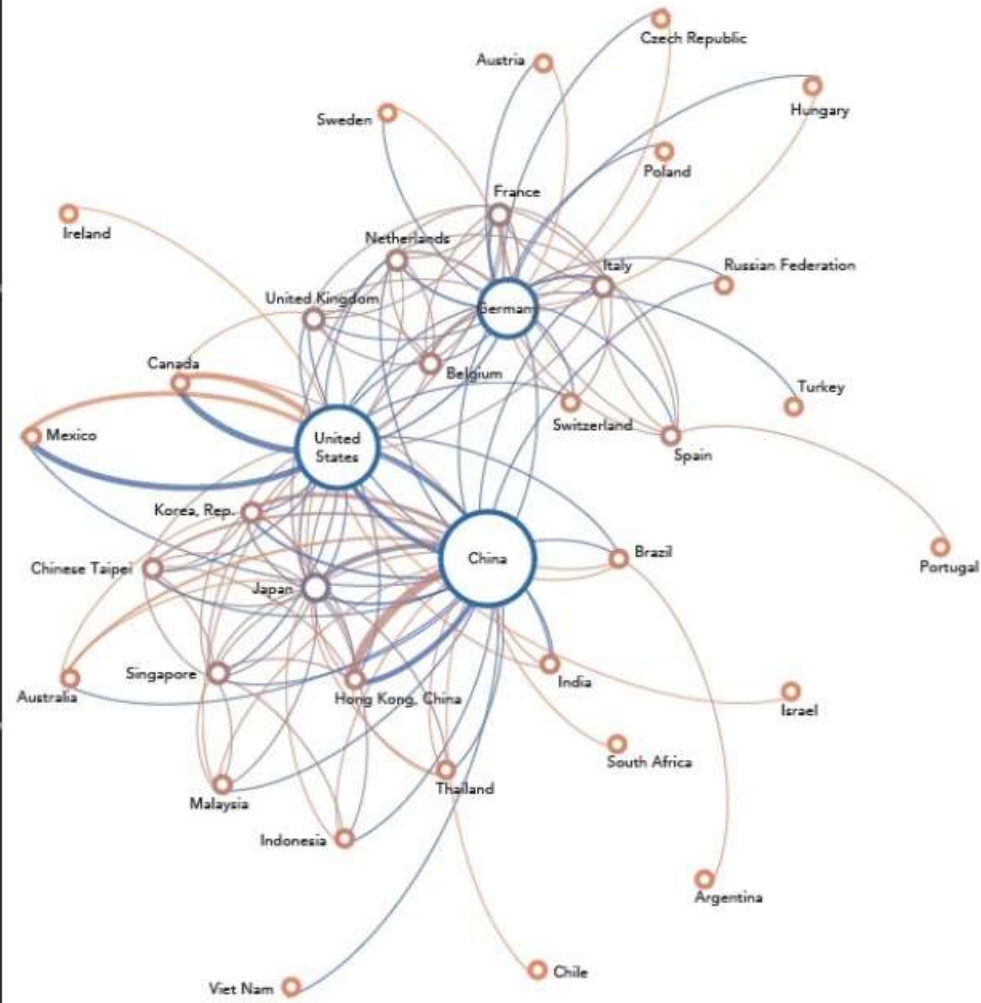 Czech Republic
Austria
Hungary
Sweden
Poland
France
Ireland
Netherlands
Italy
Russian Federation
United Kingdom
Germany
Canada
Belgium
Turkey
Switzerland
Mexico
United
States
Spain
Korea, Rep.
Brazil
China
Chinese Taipei
Portugal
Japan
Singapore
India
Australia
Hong Kong, China
Israel
South Africa
Thailand
Malaysia
Indonesia
Argentina
Chile
Viet Nam